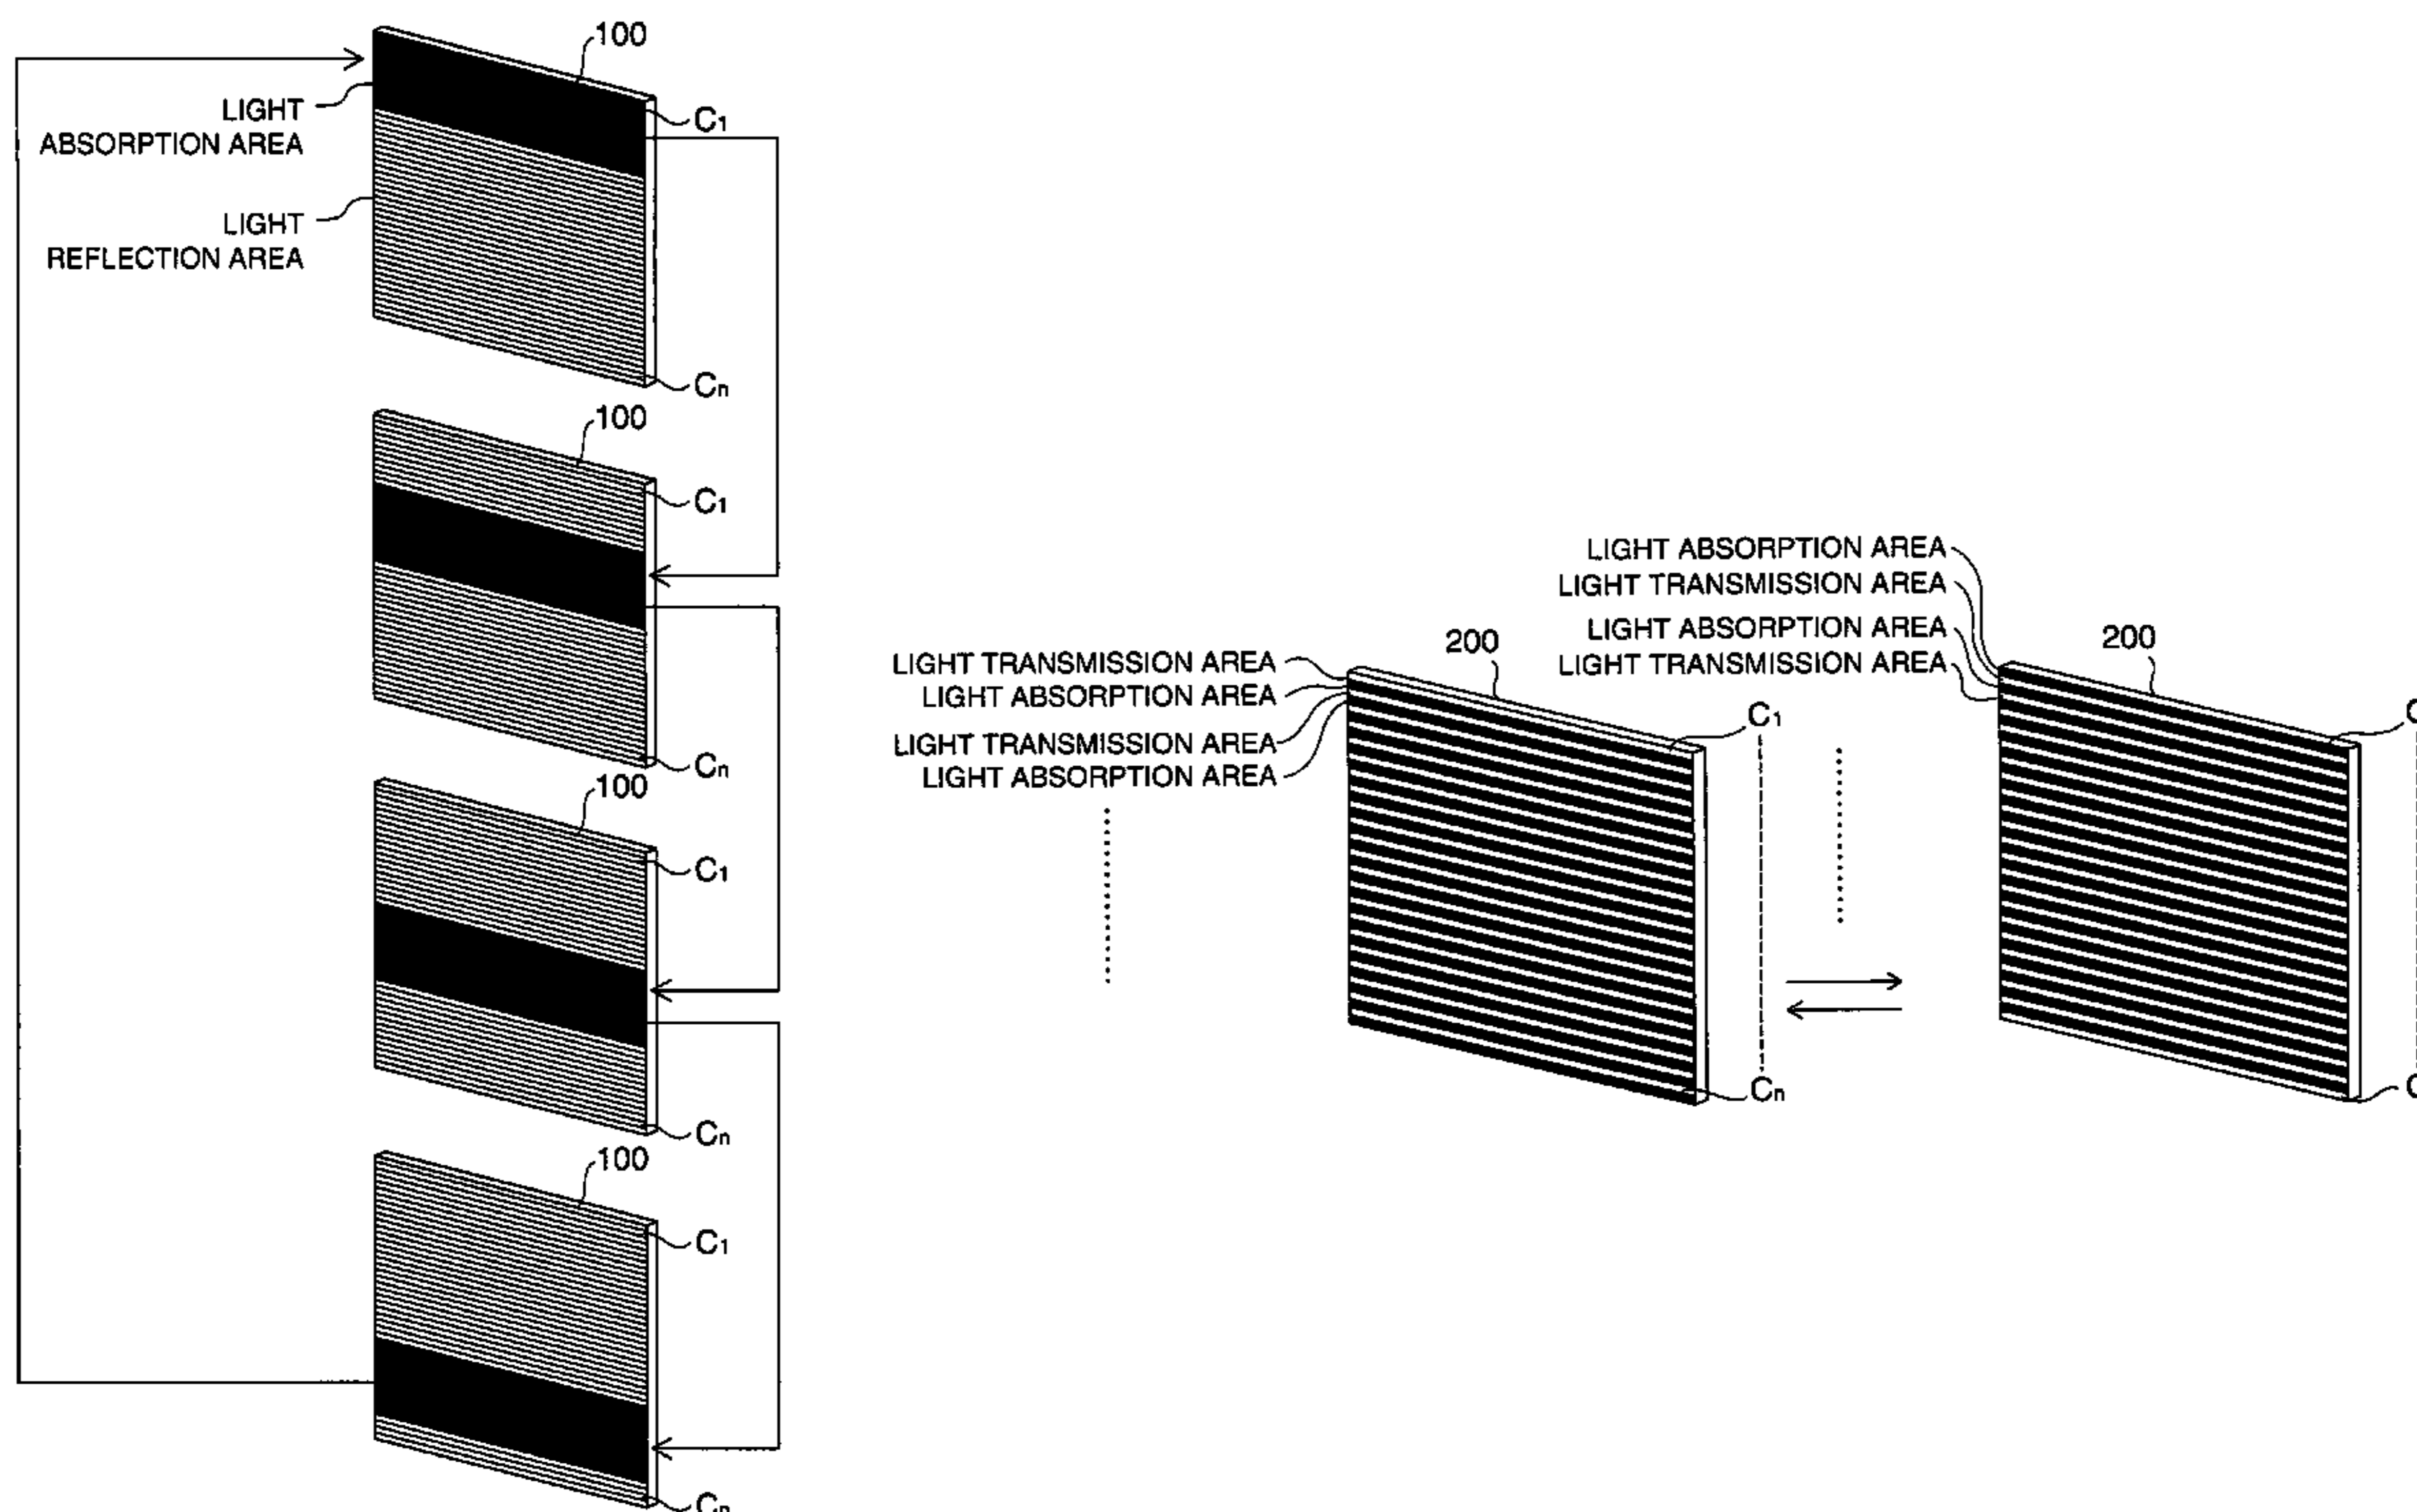 100
LIGHT
ABSORPTION AREA
C1
LIGHT
REFLECTION AREA
Cn
100
C1
Cn
100
C1
Cn
100
C1
Cn
LIGHT TRANSMISSION AREA
LIGHT ABSORPTION AREA
LIGHT TRANSMISSION AREA
LIGHT ABSORPTION AREA
200
C1
Cn
LIGHT ABSORPTION AREA
LIGHT TRANSMISSION AREA
LIGHT ABSORPTION AREA
LIGHT TRANSMISSION AREA
200